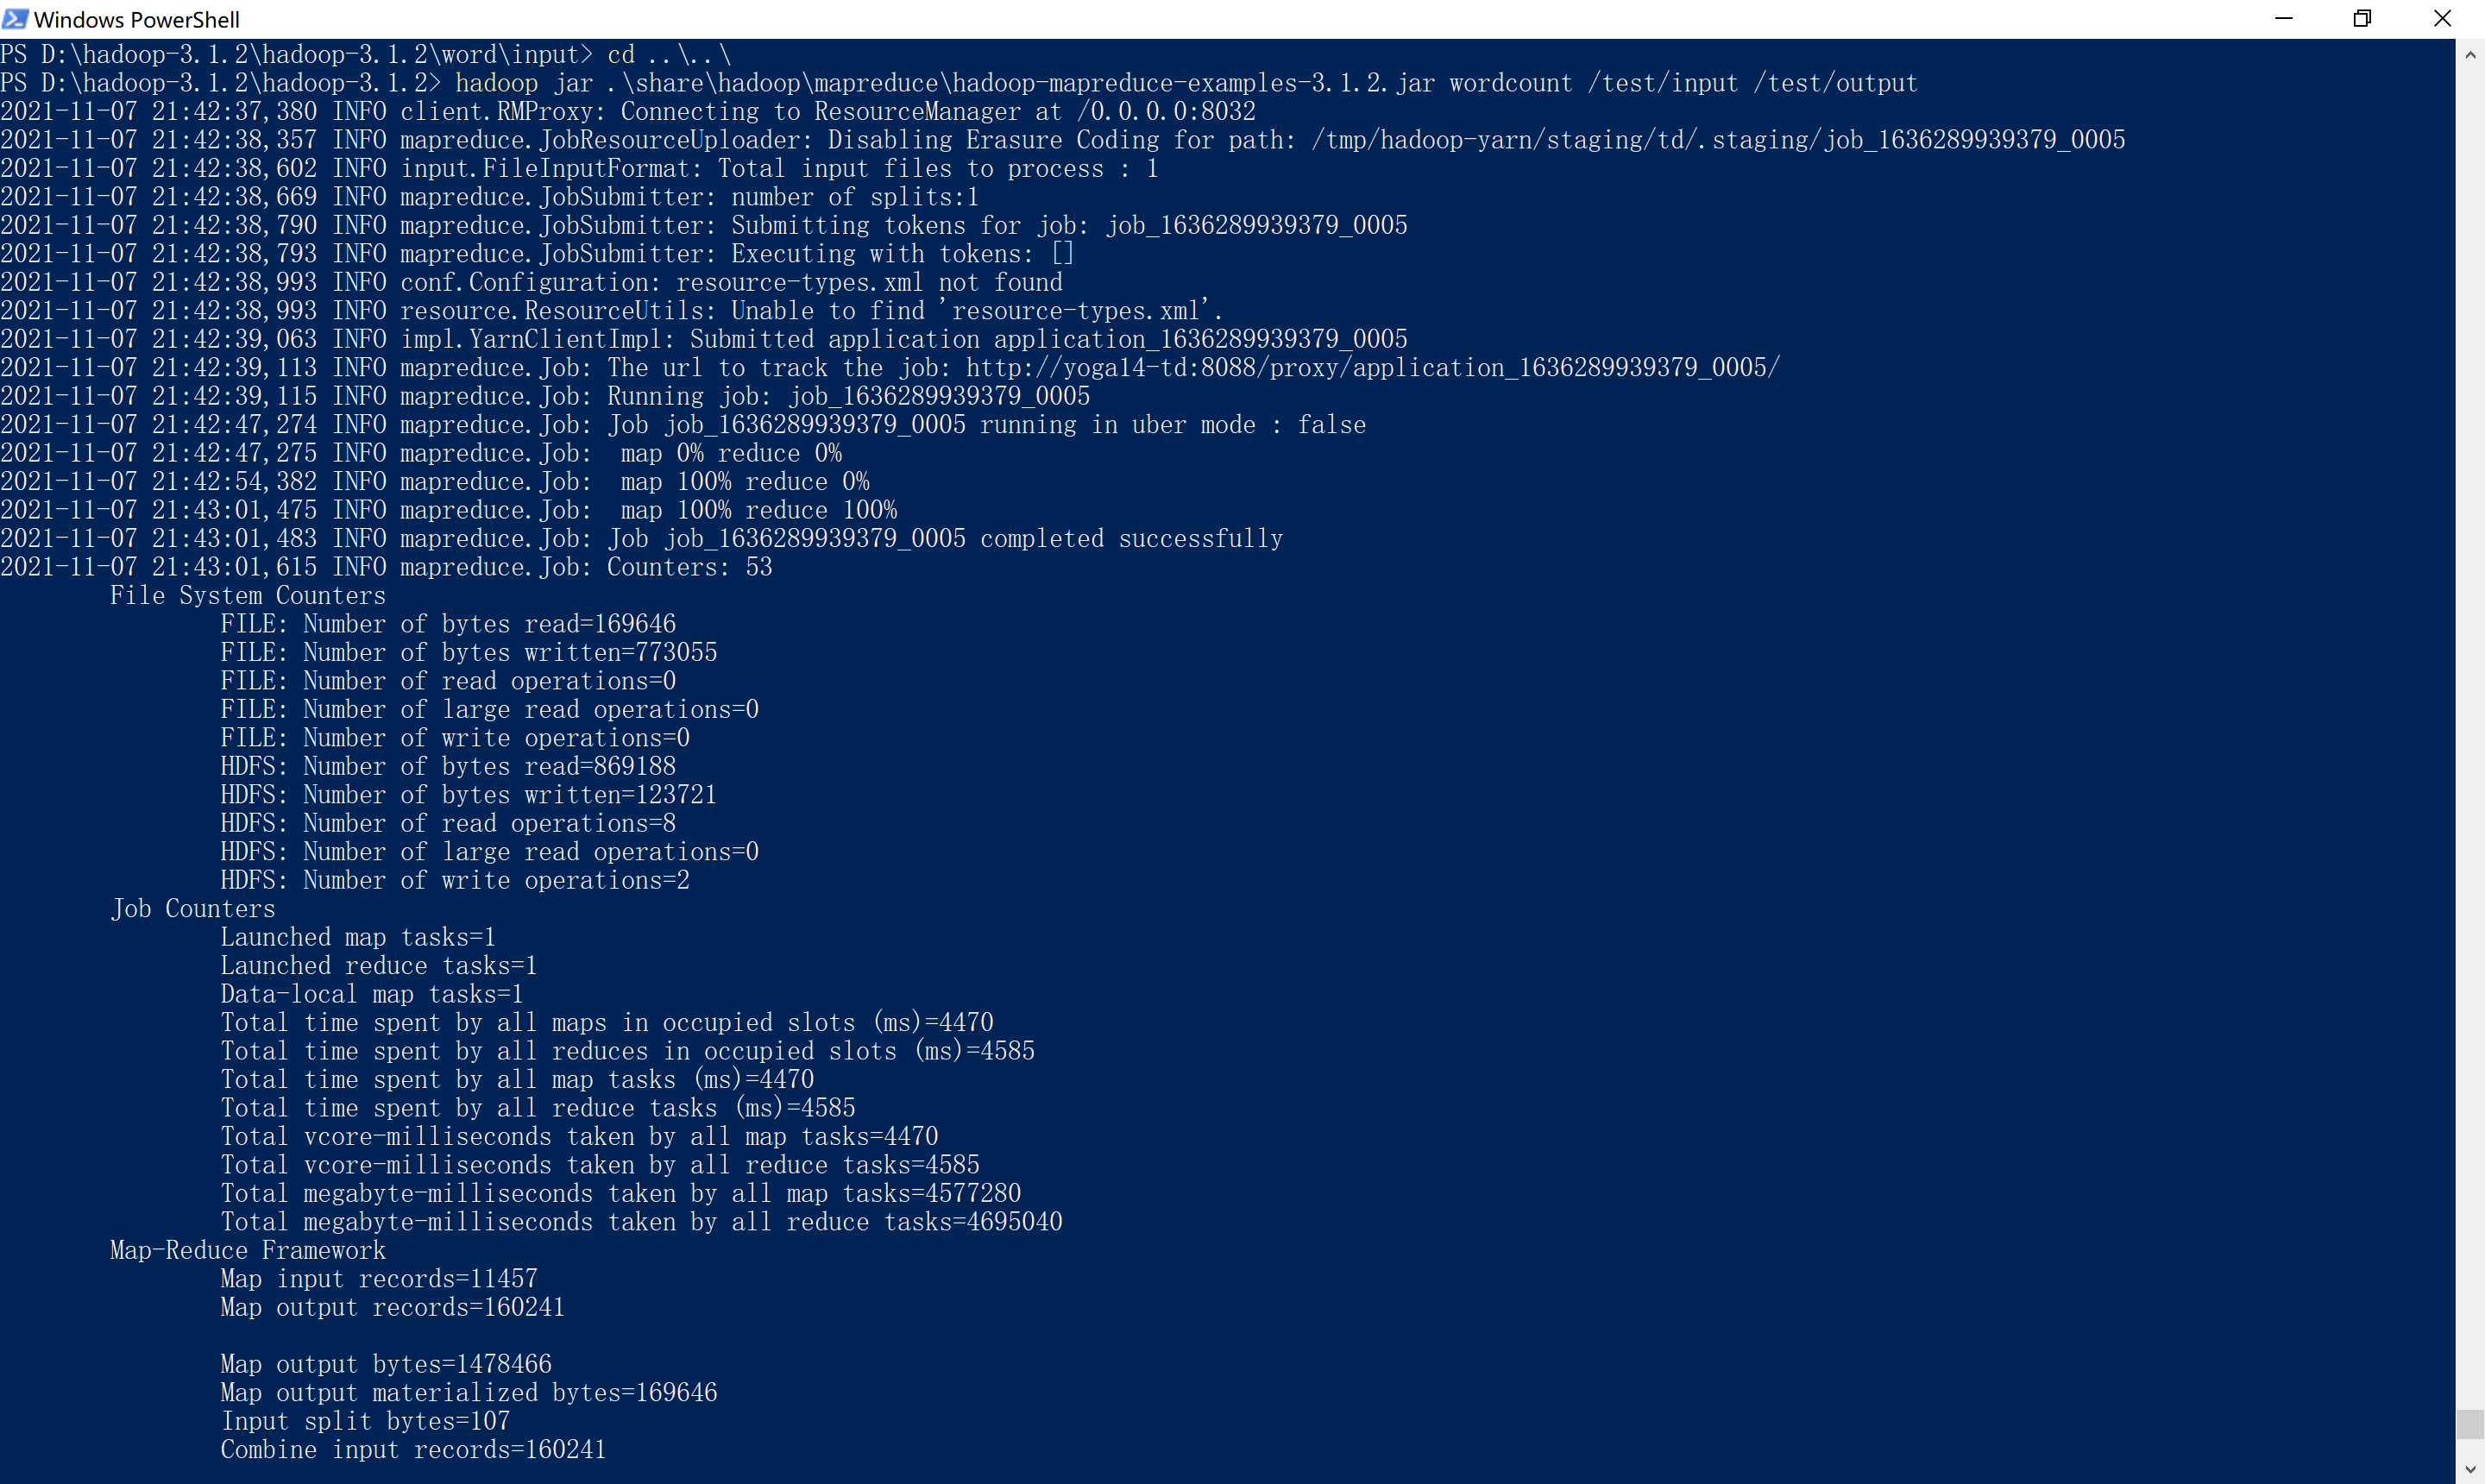 Windows PowerShell
PS D:\hadoop-3.1.2\hadoop-3.1.2\word\input> cd ..\..\
PS D:\hadoop-3.1.2\hadoop-3.1.2> hadoop jar .\share\hadoop\mapreduce\hadoop-mapreduce-examples-3.1.2.jar wordcount /test/input /test/output
2021-11-07 21:42:37,380 INFO client.RMProxy: Connecting to ResourceManager at /0.0.0.0:8032
2021-11-07 21:42:38,357 INFO mapreduce.JobResourceUploader: Disabling Erasure Coding for path: /tmp/hadoop-yarn/staging/td/.staging/job_1636289939379_0005
2021-11-07 21:42:38,602 INFO input.FileInputFormat: Total input files to process : 1
2021-11-07 21:42:38,669 INFO mapreduce.JobSubmitter: number of splits:1
2021-11-07 21:42:38,790 INFO mapreduce.JobSubmitter: Submitting tokens for job: job_1636289939379_0005
2021-11-07 21:42:38,793 INFO mapreduce.JobSubmitter: Executing with tokens: []
2021-11-07 21:42:38,993 INFO conf.Configuration: resource-types.xml not found
2021-11-07 21:42:38,993 INFO resource.ResourceUtils: Unable to find 'resource-types.xml'.
2021-11-07 21:42:39,063 INFO impl.YarnClientImpl: Submitted application application_1636289939379_0005
2021-11-07 21:42:39,113 INFO mapreduce.Job: The url to track the job: http://yoga14-td:8088/proxy/application_1636289939379_0005/
2021-11-07 21:42:39,115 INFO mapreduce.Job: Running job: job_1636289939379_0005
2021-11-07 21:42:47,274 INFO mapreduce.Job: Job job_1636289939379_0005 running in uber mode : false
2021-11-07 21:42:47,275 INFO mapreduce.Job:  map 0% reduce 0%
2021-11-07 21:42:54,382 INFO mapreduce.Job:  map 100% reduce 0%
2021-11-07 21:43:01,475 INFO mapreduce.Job:  map 100% reduce 100%
2021-11-07 21:43:01,483 INFO mapreduce.Job: Job job_1636289939379_0005 completed successfully
2021-11-07 21:43:01,615 INFO mapreduce.Job: Counters: 53
File System Counters
FILE: Number of bytes read=169646
FILE: Number of bytes written=773055
FILE: Number of read operations=0
FILE: Number of large read operations=0
FILE: Number of write operations=0
HDFS: Number of bytes read=869188
HDFS: Number of bytes written=123721
HDFS: Number of read operations=8
HDFS: Number of large read operations=0
HDFS: Number of write operations=2
Job Counters
Launched map tasks=1
Launched reduce tasks=1
Data-local map tasks=1
Total time spent by all maps in occupied slots (ms)=4470
Total time spent by all reduces in occupied slots (ms)=4585
Total time spent by all map tasks (ms)=4470
Total time spent by all reduce tasks (ms)=4585
Total vcore-milliseconds taken by all map tasks=4470
Total vcore-milliseconds taken by all reduce tasks=4585
Total megabyte-milliseconds taken by all map tasks=4577280
Total megabyte-milliseconds taken by all reduce tasks=4695040
Map-Reduce Framework
Map input records=11457
Map output records=160241
Map output bytes=1478466
Map output materialized bytes=169646
Input split bytes=107
Combine input records=160241